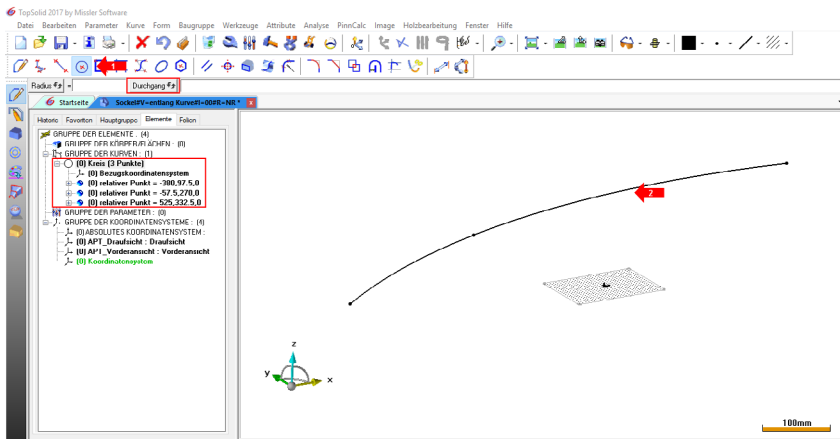 TopSolid 2017 by Missler Software
Datei Bearbeiten Parameter Kurve Form Baugruppe Werkzeuge Attribute Analyse PinnCalc Image Holzbearbeitung Fenster Hilfe
1
Radius = Durchgang
Startseite Sockel#V=entlang Kurve#I=00#R=NR *
Historic Favoriten Hauptgruppe Elemente Folien
GRUPPE DER ELEMENTE : (4)
GRUPPE DER KÖRPER/FLÄCHEN : (0)
GRUPPE DER KURVEN : (1)
(0) Kreis (3 Punkte)
(0) Bezugskoordinatensystem
(0) relativer Punkt = -380,97.5,0
(0) relativer Punkt = -57.5,270,0
(0) relativer Punkt = 525,332.5,0
GRUPPE DER PARAMETER : (0)
GRUPPE DER KOORDINATENSYSTEME : (4)
(0) ABSOLUTES KOORDINATENSYSTEM :
(0) APT_Draufsicht : Draufsicht
(0) APT_Vorderansicht : Vorderansicht
(0) Koordinatensystem
2
z
y
x
100mm